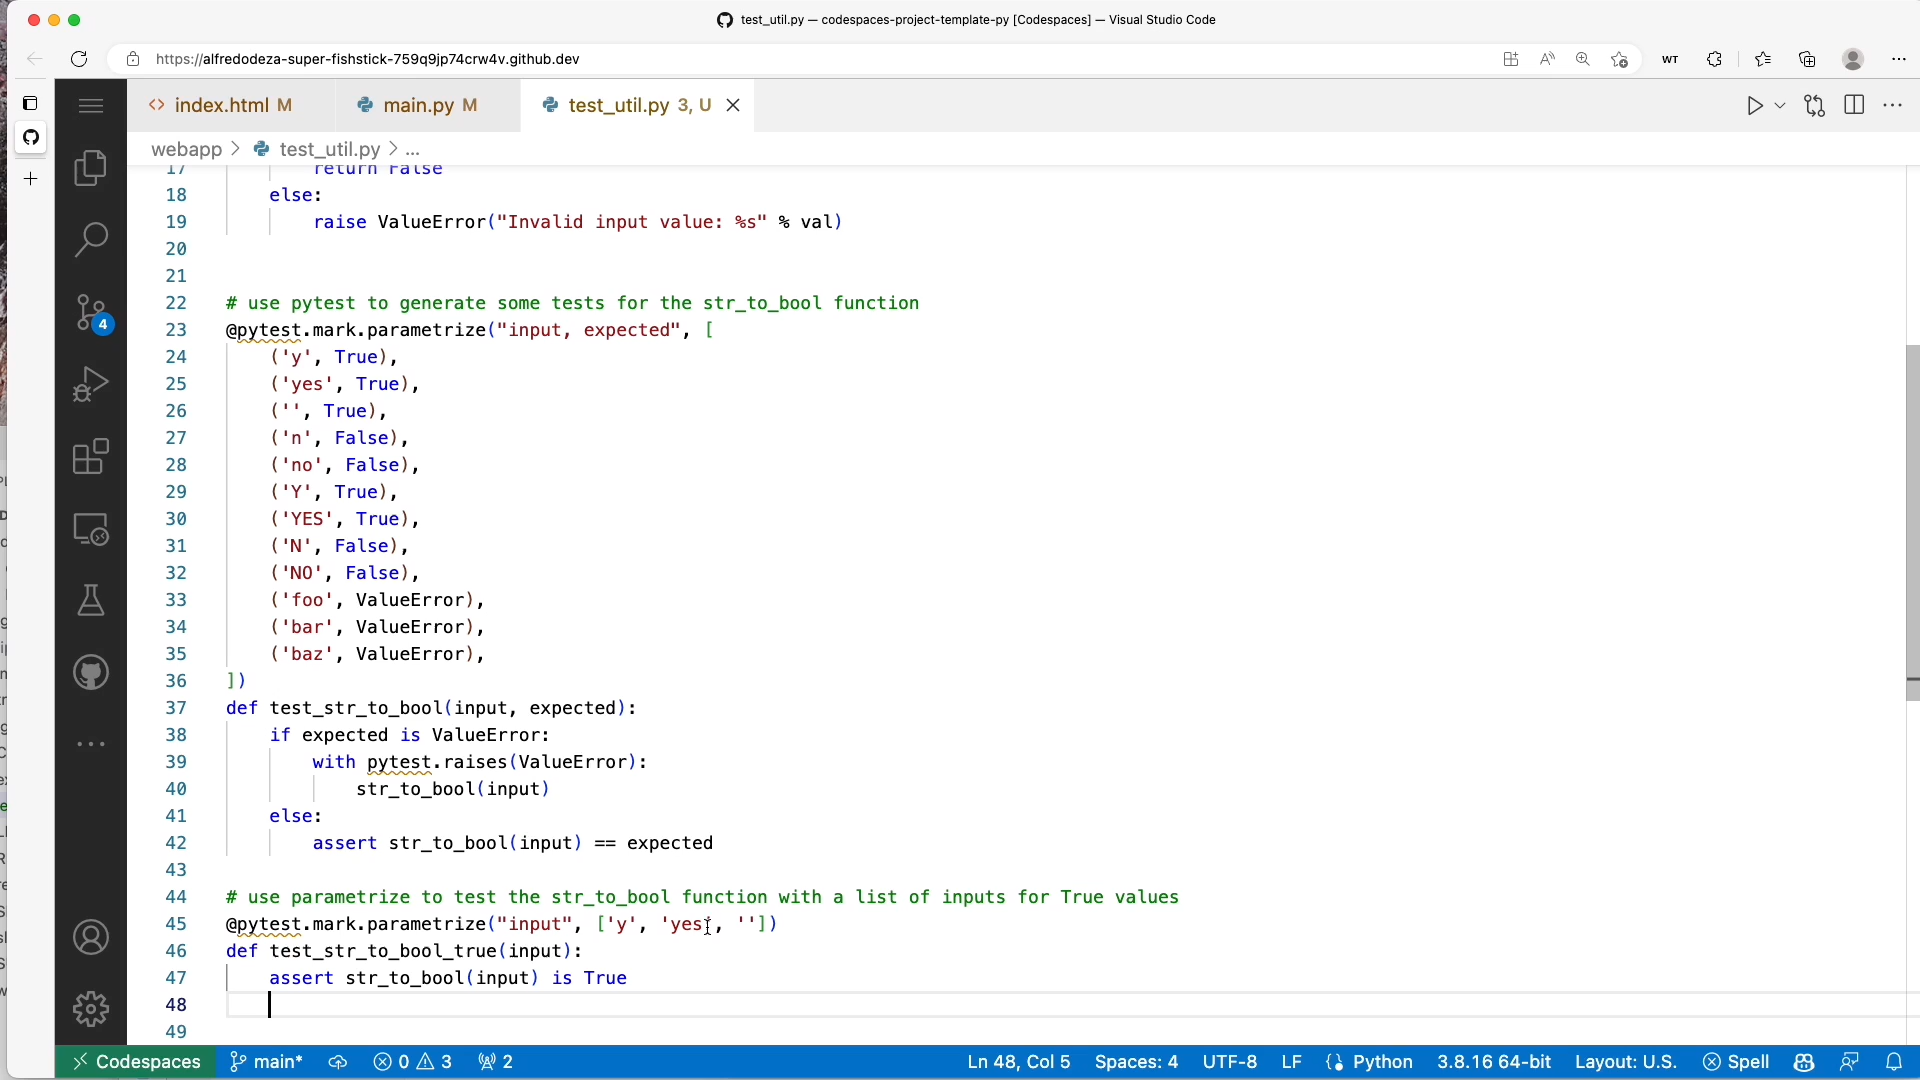 test_util.py — codespaces-project-template-py [Codespaces] — Visual Studio Code
https://alfredodeza-super-fishstick-759q9jp74crw4v.github.dev
WT
<> index.html M
main.py M
test_util.py 3, U
webapp > test_util.py > ...
17 return False
18 else:
19 raise ValueError("Invalid input value: %s" % val)
20
21
22 # use pytest to generate some tests for the str_to_bool function
23 @pytest.mark.parametrize("input, expected", [
24 ('y', True),
25 ('yes', True),
26 ('', True),
27 ('n', False),
28 ('no', False),
29 ('Y', True),
30 ('YES', True),
31 ('N', False),
32 ('NO', False),
33 ('foo', ValueError),
34 ('bar', ValueError),
35 ('baz', ValueError),
36 ])
37 def test_str_to_bool(input, expected):
38 if expected is ValueError:
39 with pytest.raises(ValueError):
40 str_to_bool(input)
41 else:
42 assert str_to_bool(input) == expected
43
44 # use parametrize to test the str_to_bool function with a list of inputs for True values
45 @pytest.mark.parametrize("input", ['y', 'yes', ''])
46 def test_str_to_bool_true(input):
47 assert str_to_bool(input) is True
48
49
4
Codespaces main* 0 3 2 Ln 48, Col 5 Spaces: 4 UTF-8 LF Python 3.8.16 64-bit Layout: U.S. Spell